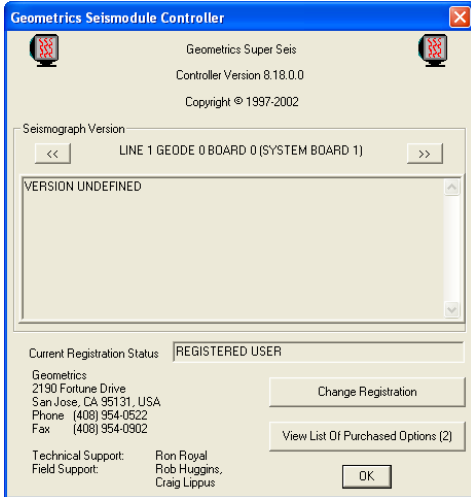 Geometrics Seismodule Controller
Geometrics Super Seis
Controller Version 8.18.0.0
Copyright © 1997-2002
Seismograph Version
<< LINE 1 GEODE 0 BOARD 0 (SYSTEM BOARD 1) >>
VERSION UNDEFINED
Current Registration Status REGISTERED USER
Geometrics
2190 Fortune Drive
San Jose, CA 95131, USA
Phone (408) 954-0522
Fax (408) 954-0902
Change Registration
View List Of Purchased Options (2)
Technical Support: Ron Royal
Field Support: Rob Huggins,
Craig Lippus
OK